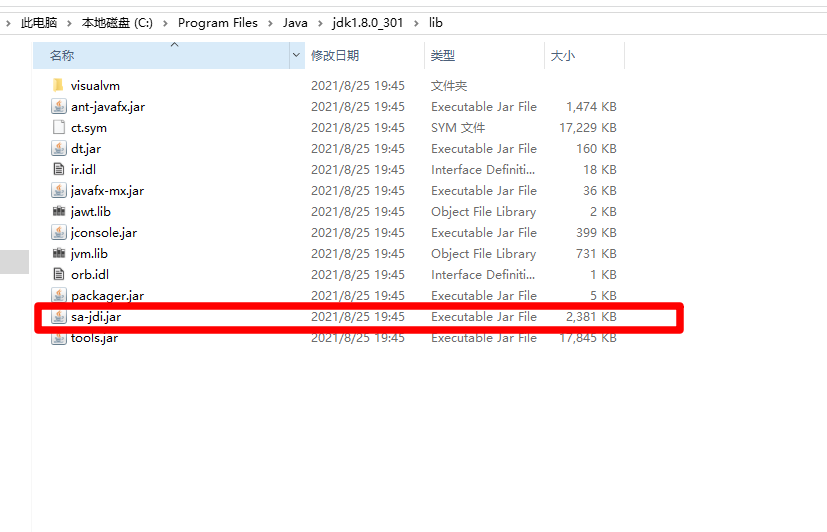 此电脑 > 本地磁盘 (C:) > Program Files > Java > jdk1.8.0_301 > lib
名称 修改日期 类型 大小
visualvm 2021/8/25 19:45 文件夹
ant-javafx.jar 2021/8/25 19:45 Executable Jar File 1,474 KB
ct.sym 2021/8/25 19:45 SYM 文件 17,229 KB
dt.jar 2021/8/25 19:45 Executable Jar File 160 KB
ir.idl 2021/8/25 19:45 Interface Definiti... 18 KB
javafx-mx.jar 2021/8/25 19:45 Executable Jar File 36 KB
jawt.lib 2021/8/25 19:45 Object File Library 2 KB
jconsole.jar 2021/8/25 19:45 Executable Jar File 399 KB
jvm.lib 2021/8/25 19:45 Object File Library 731 KB
orb.idl 2021/8/25 19:45 Interface Definiti... 1 KB
packager.jar 2021/8/25 19:45 Executable Jar File 5 KB
sa-jdi.jar 2021/8/25 19:45 Executable Jar File 2,381 KB
tools.jar 2021/8/25 19:45 Executable Jar File 17,845 KB